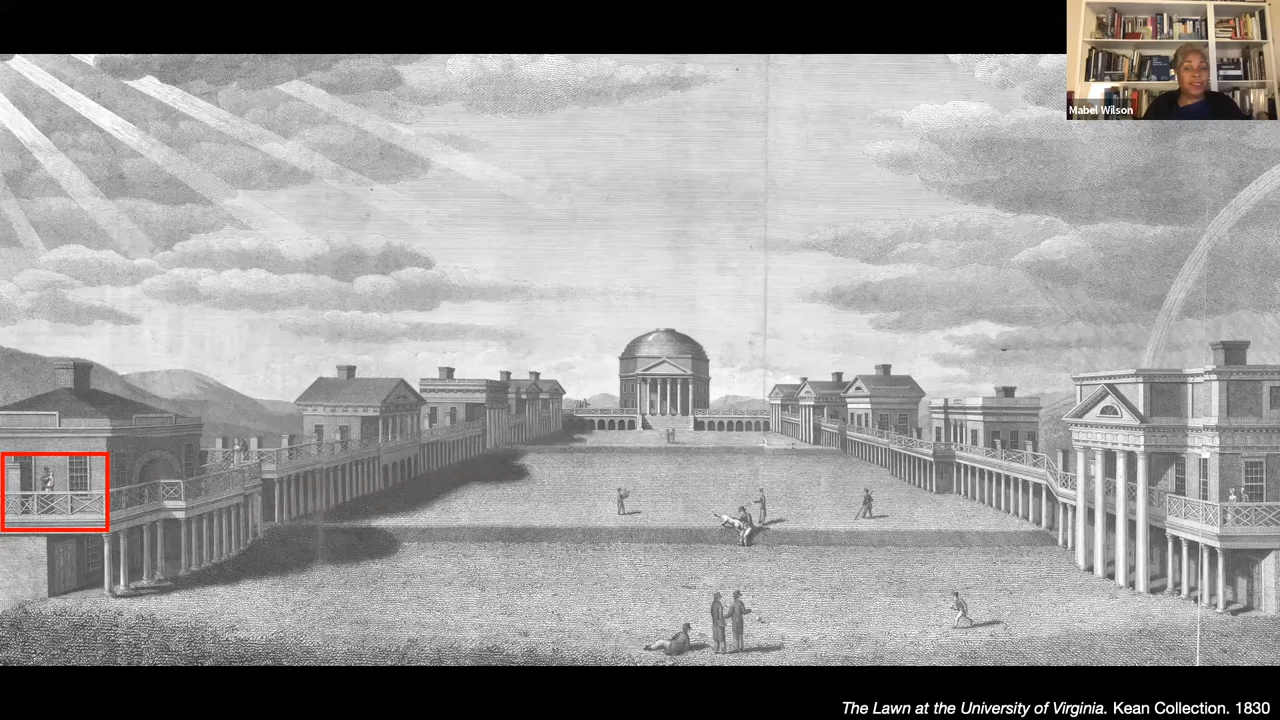 Mabel Wilson
The Lawn at the University of Virginia. Kean Collection. 1830